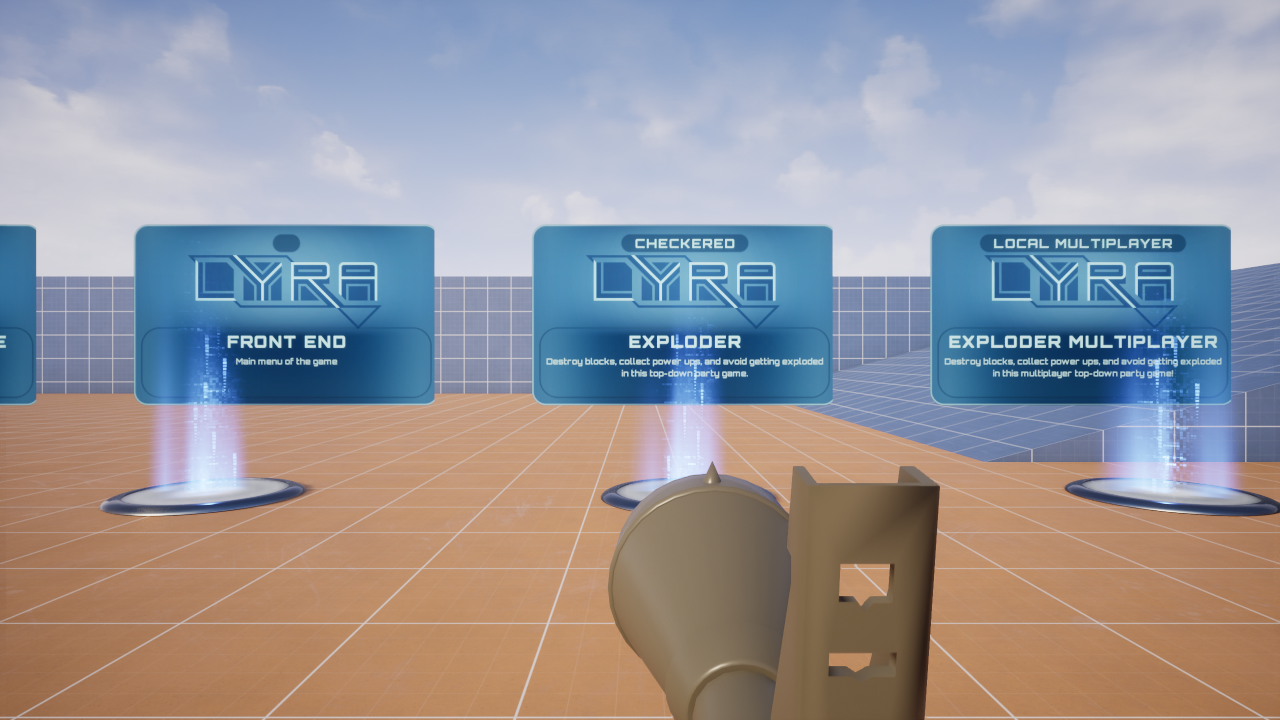 E
LYRA
FRONT END
Main menu of the game
CHECKERED
LYRA
EXPLODER
Destroy blocks, collect power ups, and avoid getting exploded
in this top-down party game.
LOCAL MULTIPLAYER
LYRA
EXPLODER MULTIPLAYER
Destroy blocks, collect power ups, and avoid getting exploded
in this multiplayer top-down party game!